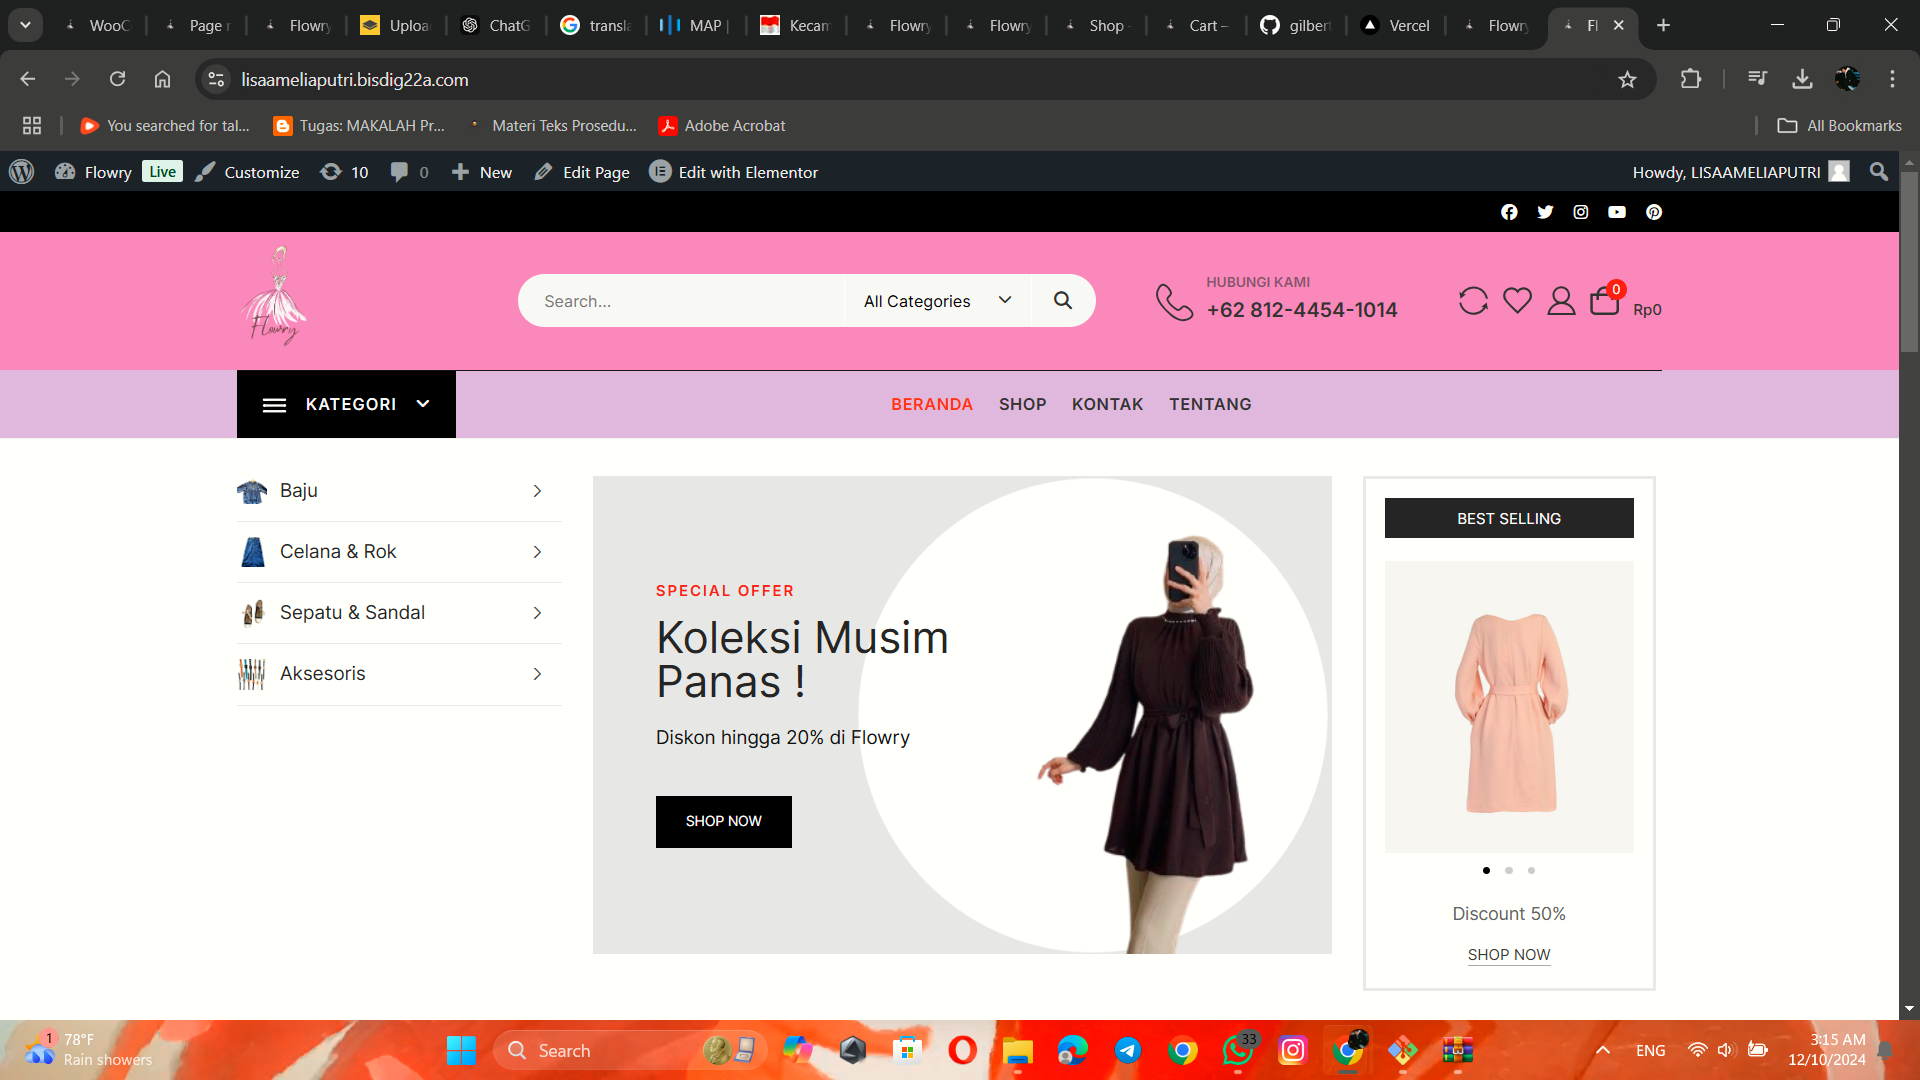 WooC
Page r
Flowry
Uploa
ChatG
transla
MAP |
Kecam
Flowry
Flowry
Shop -
Cart –
gilbert
Vercel
Flowry
Fl
lisaameliaputri.bisdig22a.com
You searched for tal...
Tugas: MAKALAH Pr...
Materi Teks Prosedu...
Adobe Acrobat
All Bookmarks
Flowry
Live
Customize
10
0
New
Edit Page
Edit with Elementor
Howdy, LISAAMELIAPUTRI
Flowry
Search...
All Categories
HUBUNGI KAMI
+62 812-4454-1014
0
Rp0
KATEGORI
BERANDA
SHOP
KONTAK
TENTANG
Baju
Celana & Rok
Sepatu & Sandal
Aksesoris
SPECIAL OFFER
Koleksi Musim
Panas !
Diskon hingga 20% di Flowry
SHOP NOW
BEST SELLING
Discount 50%
SHOP NOW
1
78°F
Rain showers
Search
33
ENG
3:15 AM
12/10/2024